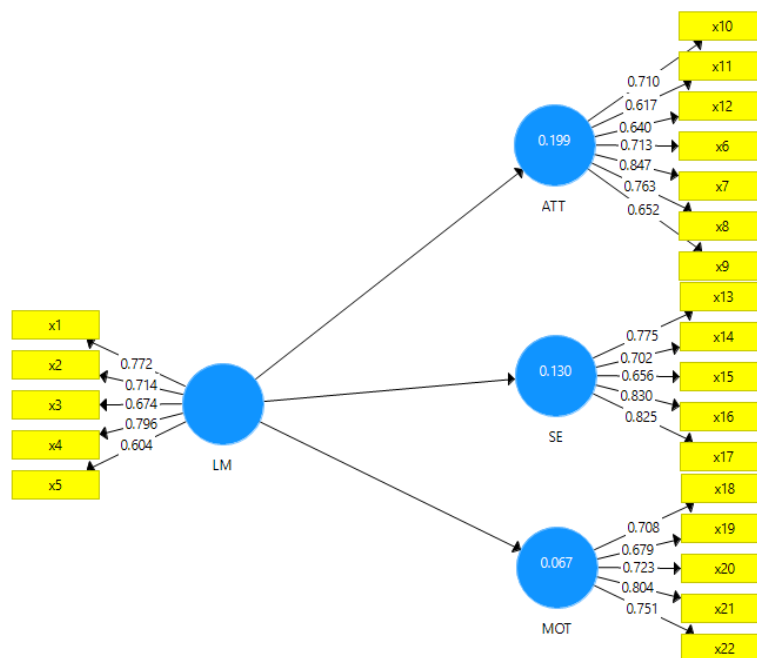 x1
x2
x3
x4
x5
0.772
0.714
0.674
0.796
0.604
LM
0.199
ATT
0.710
0.617
0.640
0.713
0.847
0.763
0.652
x10
x11
x12
x6
x7
x8
x9
0.130
SE
0.775
0.702
0.656
0.830
0.825
x13
x14
x15
x16
x17
0.067
MOT
0.708
0.679
0.723
0.804
0.751
x18
x19
x20
x21
x22